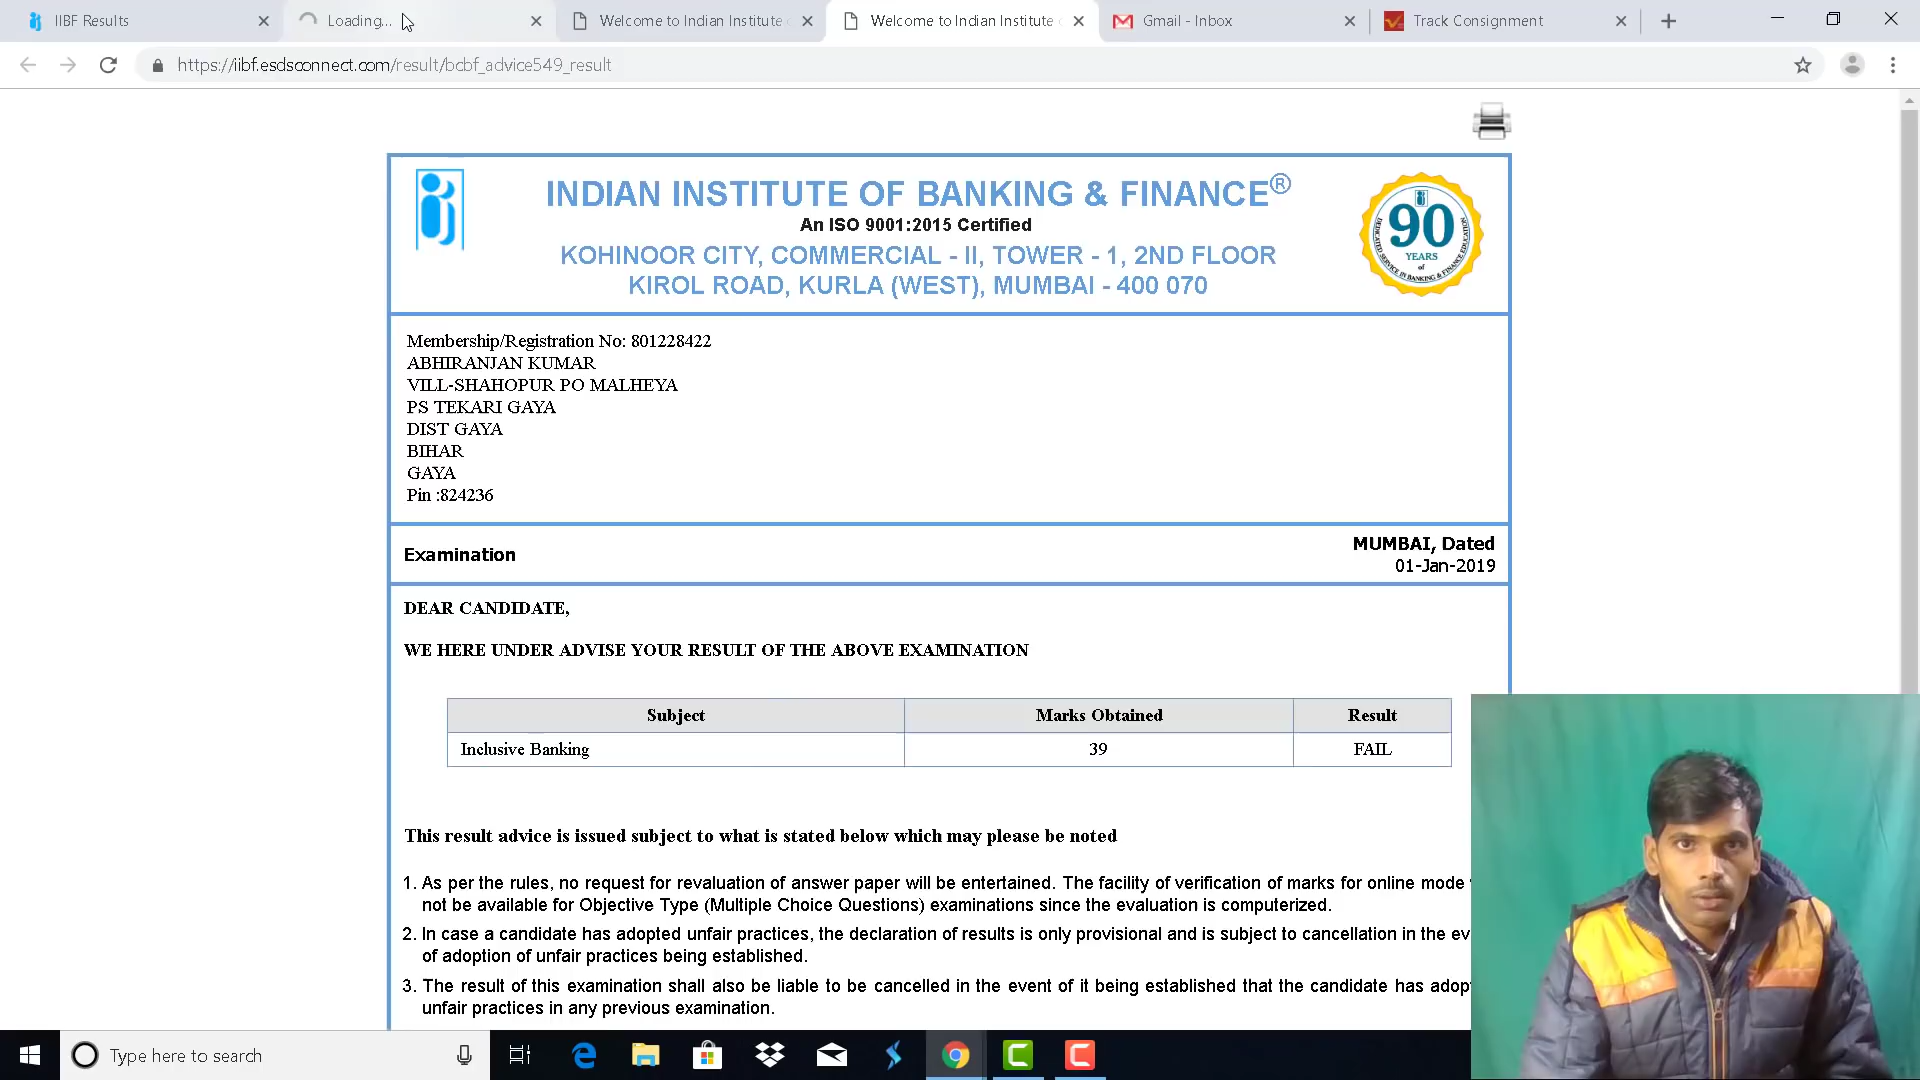 IIBF Results
Loading...
Welcome to Indian Institute
Welcome to Indian Institute
Gmail - Inbox
Track Consignment
https://iibf.esdsconnect.com/result/bcbf_advice549_result
INDIAN INSTITUTE OF BANKING & FINANCE®
An ISO 9001:2015 Certified
KOHINOOR CITY, COMMERCIAL - II, TOWER - 1, 2ND FLOOR
KIROL ROAD, KURLA (WEST), MUMBAI - 400 070
90
YEARS
of
DEDICATED SERVICE IN BANKING & FINANCE EDUCATION
Membership/Registration No: 801228422
ABHIRANJAN KUMAR
VILL-SHAHOPUR PO MALHEYA
PS TEKARI GAYA
DIST GAYA
BIHAR
GAYA
Pin :824236
Examination
MUMBAI, Dated
01-Jan-2019
DEAR CANDIDATE,
WE HERE UNDER ADVISE YOUR RESULT OF THE ABOVE EXAMINATION
Subject Marks Obtained Result
Inclusive Banking 39 FAIL
This result advice is issued subject to what is stated below which may please be noted
1. As per the rules, no request for revaluation of answer paper will be entertained. The facility of verification of marks for online mode
not be available for Objective Type (Multiple Choice Questions) examinations since the evaluation is computerized.
2. In case a candidate has adopted unfair practices, the declaration of results is only provisional and is subject to cancellation in the ev
of adoption of unfair practices being established.
3. The result of this examination shall also be liable to be cancelled in the event of it being established that the candidate has adop
unfair practices in any previous examination.
Type here to search